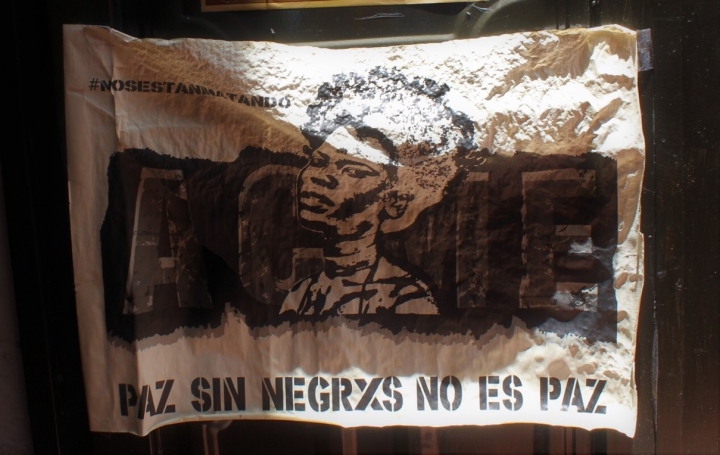 #NOSESTANMATANDO
PAZ SIN NEGRXS NO ES PAZ